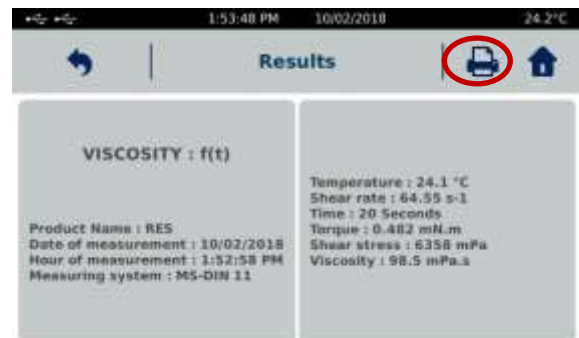 1:53:48 PM 10/02/2018 24.2°C
Results
VISCOSITY : f(t)
Product Name : RES
Date of measurement : 10/02/2018
Hour of measurement : 1:52:58 PM
Measuring system : MS-DIN 11
Temperature : 24.1 °C
Shear rate : 64.55 s-1
Time : 20 Seconds
Torque : 0.482 mN.m
Shear stress : 6358 mPa
Viscosity : 98.5 mPa.s